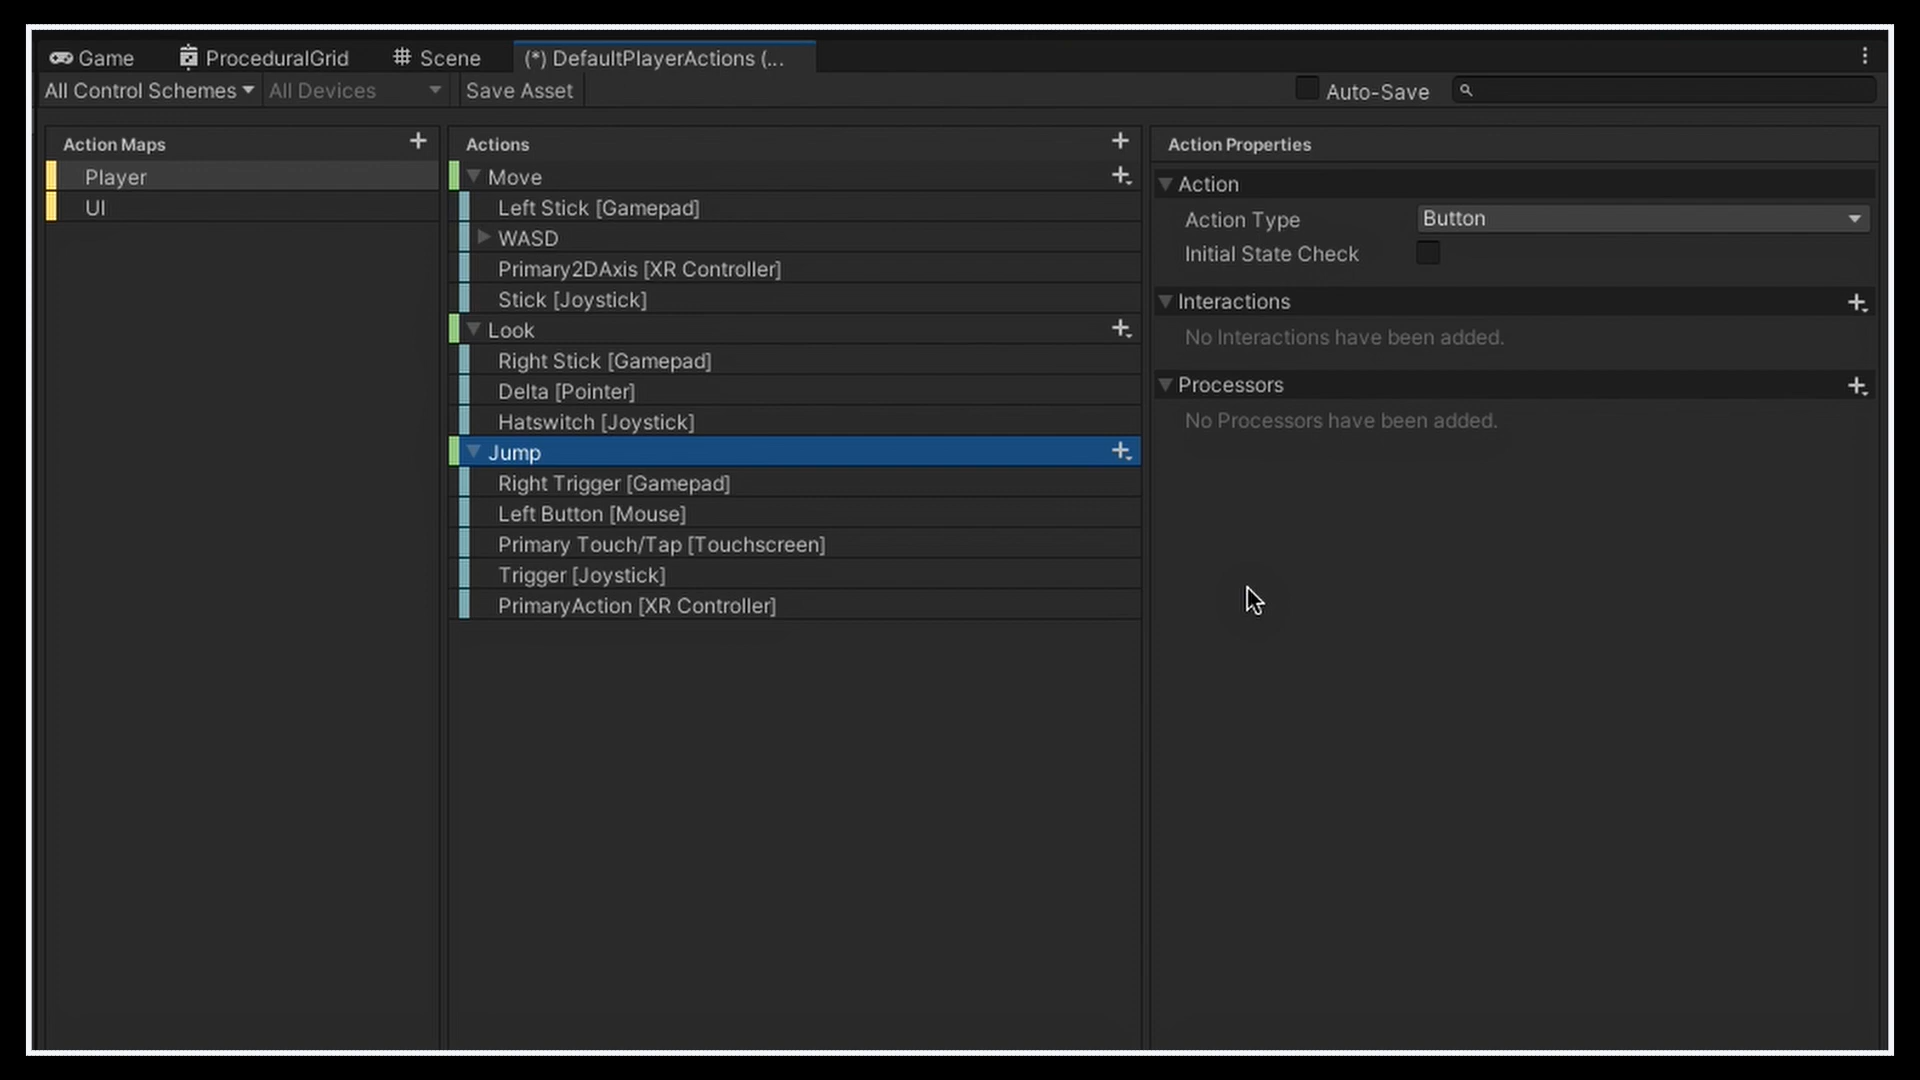 Game
ProceduralGrid
Scene
(*) DefaultPlayerActions (...
All Control Schemes
All Devices
Save Asset
Auto-Save
Action Maps
Player
UI
Actions
Move
Left Stick [Gamepad]
WASD
Primary2DAxis [XR Controller]
Stick [Joystick]
Look
Right Stick [Gamepad]
Delta [Pointer]
Hatswitch [Joystick]
Jump
Right Trigger [Gamepad]
Left Button [Mouse]
Primary Touch/Tap [Touchscreen]
Trigger [Joystick]
PrimaryAction [XR Controller]
Action Properties
Action
Action Type
Button
Initial State Check
Interactions
No Interactions have been added.
Processors
No Processors have been added.